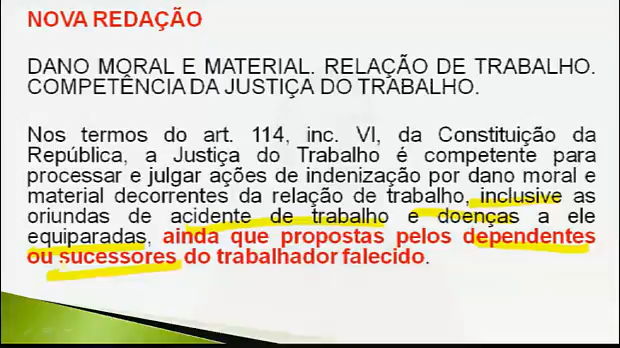 NOVA REDAÇÃO
DANO MORAL E MATERIAL. RELAÇÃO DE TRABALHO.
COMPETÊNCIA DA JUSTIÇA DO TRABALHO.
Nos termos do art. 114, inc. VI, da Constituição da
República, a Justiça do Trabalho é competente para
processar e julgar ações de indenização por dano moral e
material decorrentes da relação de trabalho, inclusive as
oriundas de acidente de trabalho e doenças a ele
equiparadas, ainda que propostas pelos dependentes
ou sucessores do trabalhador falecido.